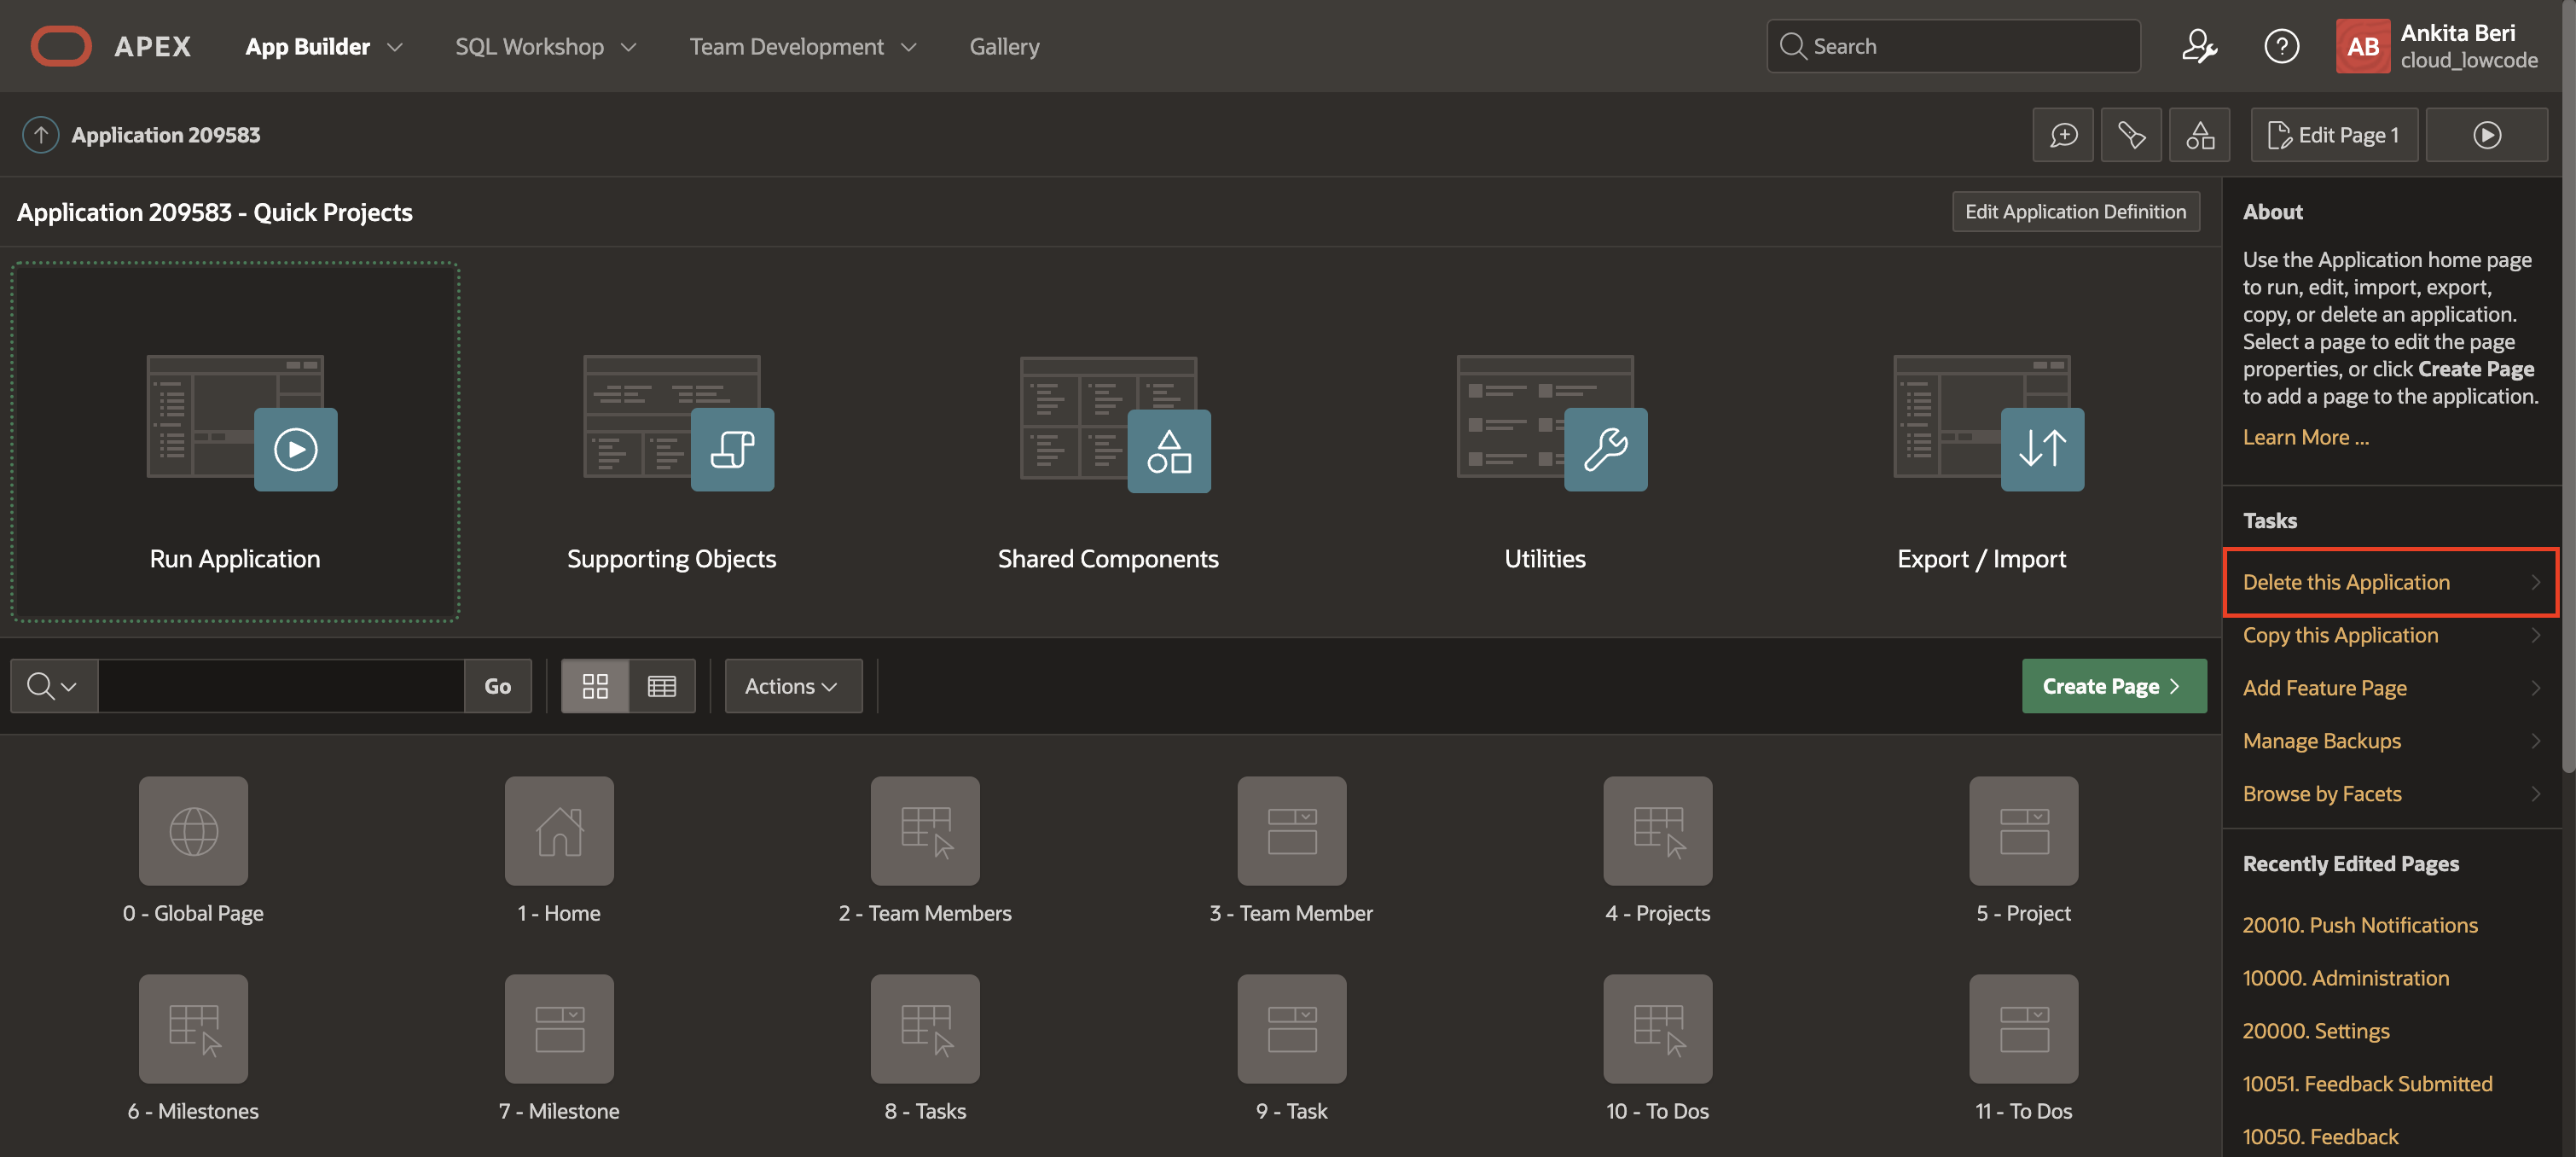 APEX
App Builder
SQL Workshop
Team Development
Gallery
Search
AB
Ankita Beri
cloud_lowcode
Application 209583
Edit Page 1
Application 209583 - Quick Projects
Edit Application Definition
Run Application
Supporting Objects
Shared Components
Utilities
Export / Import
Go
Actions
Create Page
0 - Global Page
1 - Home
2 - Team Members
3 - Team Member
4 - Projects
5 - Project
6 - Milestones
7 - Milestone
8 - Tasks
9 - Task
10 - To Dos
11 - To Dos
About
Use the Application home page
to run, edit, import, export,
copy, or delete an application.
Select a page to edit the page
properties, or click Create Page
to add a page to the application.
Learn More ...
Tasks
Delete this Application
Copy this Application
Add Feature Page
Manage Backups
Browse by Facets
Recently Edited Pages
20010. Push Notifications
10000. Administration
20000. Settings
10051. Feedback Submitted
10050. Feedback